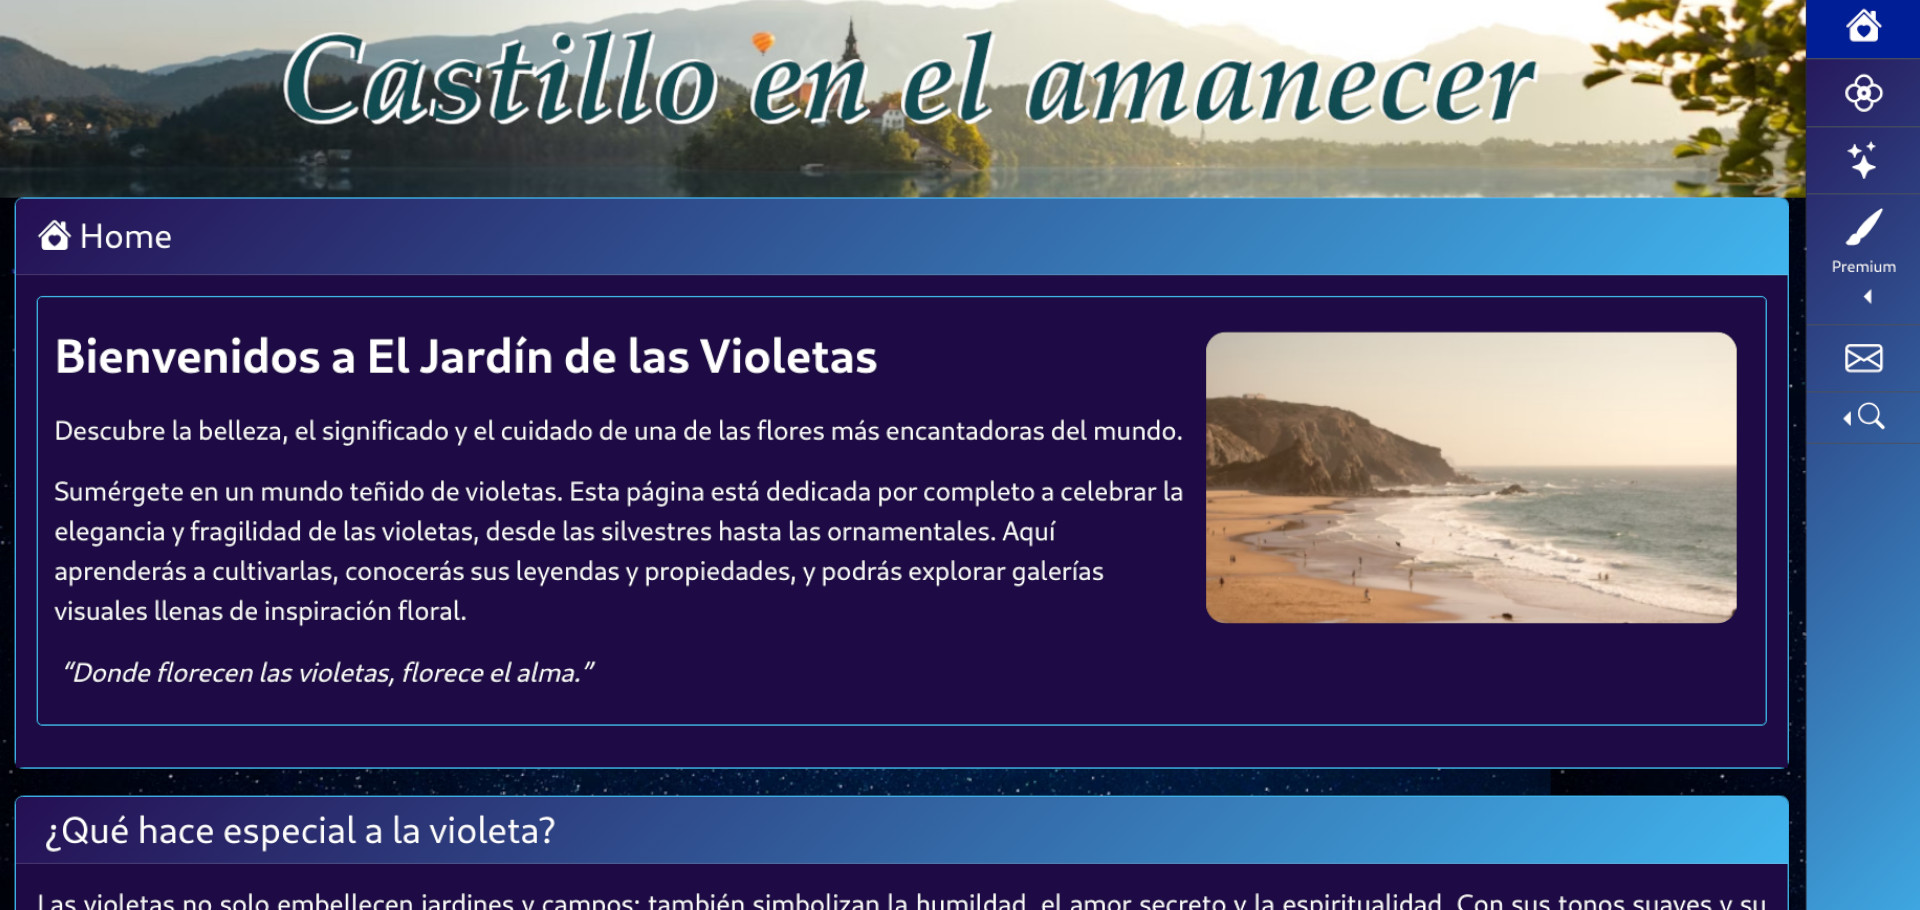 Castillo en el amanecer
Home
Premium
Bienvenidos a El Jardín de las Violetas
Descubre la belleza, el significado y el cuidado de una de las flores más encantadoras del mundo.
Sumérgete en un mundo teñido de violetas. Esta página está dedicada por completo a celebrar la
elegancia y fragilidad de las violetas, desde las silvestres hasta las ornamentales. Aquí
aprenderás a cultivarlas, conocerás sus leyendas y propiedades, y podrás explorar galerías
visuales llenas de inspiración floral.
“Donde florecen las violetas, florece el alma.”
¿Qué hace especial a la violeta?
Las violetas no solo embellecen jardines y campos: también simbolizan la humildad, el amor secreto y la espiritualidad. Con sus tonos suaves y su